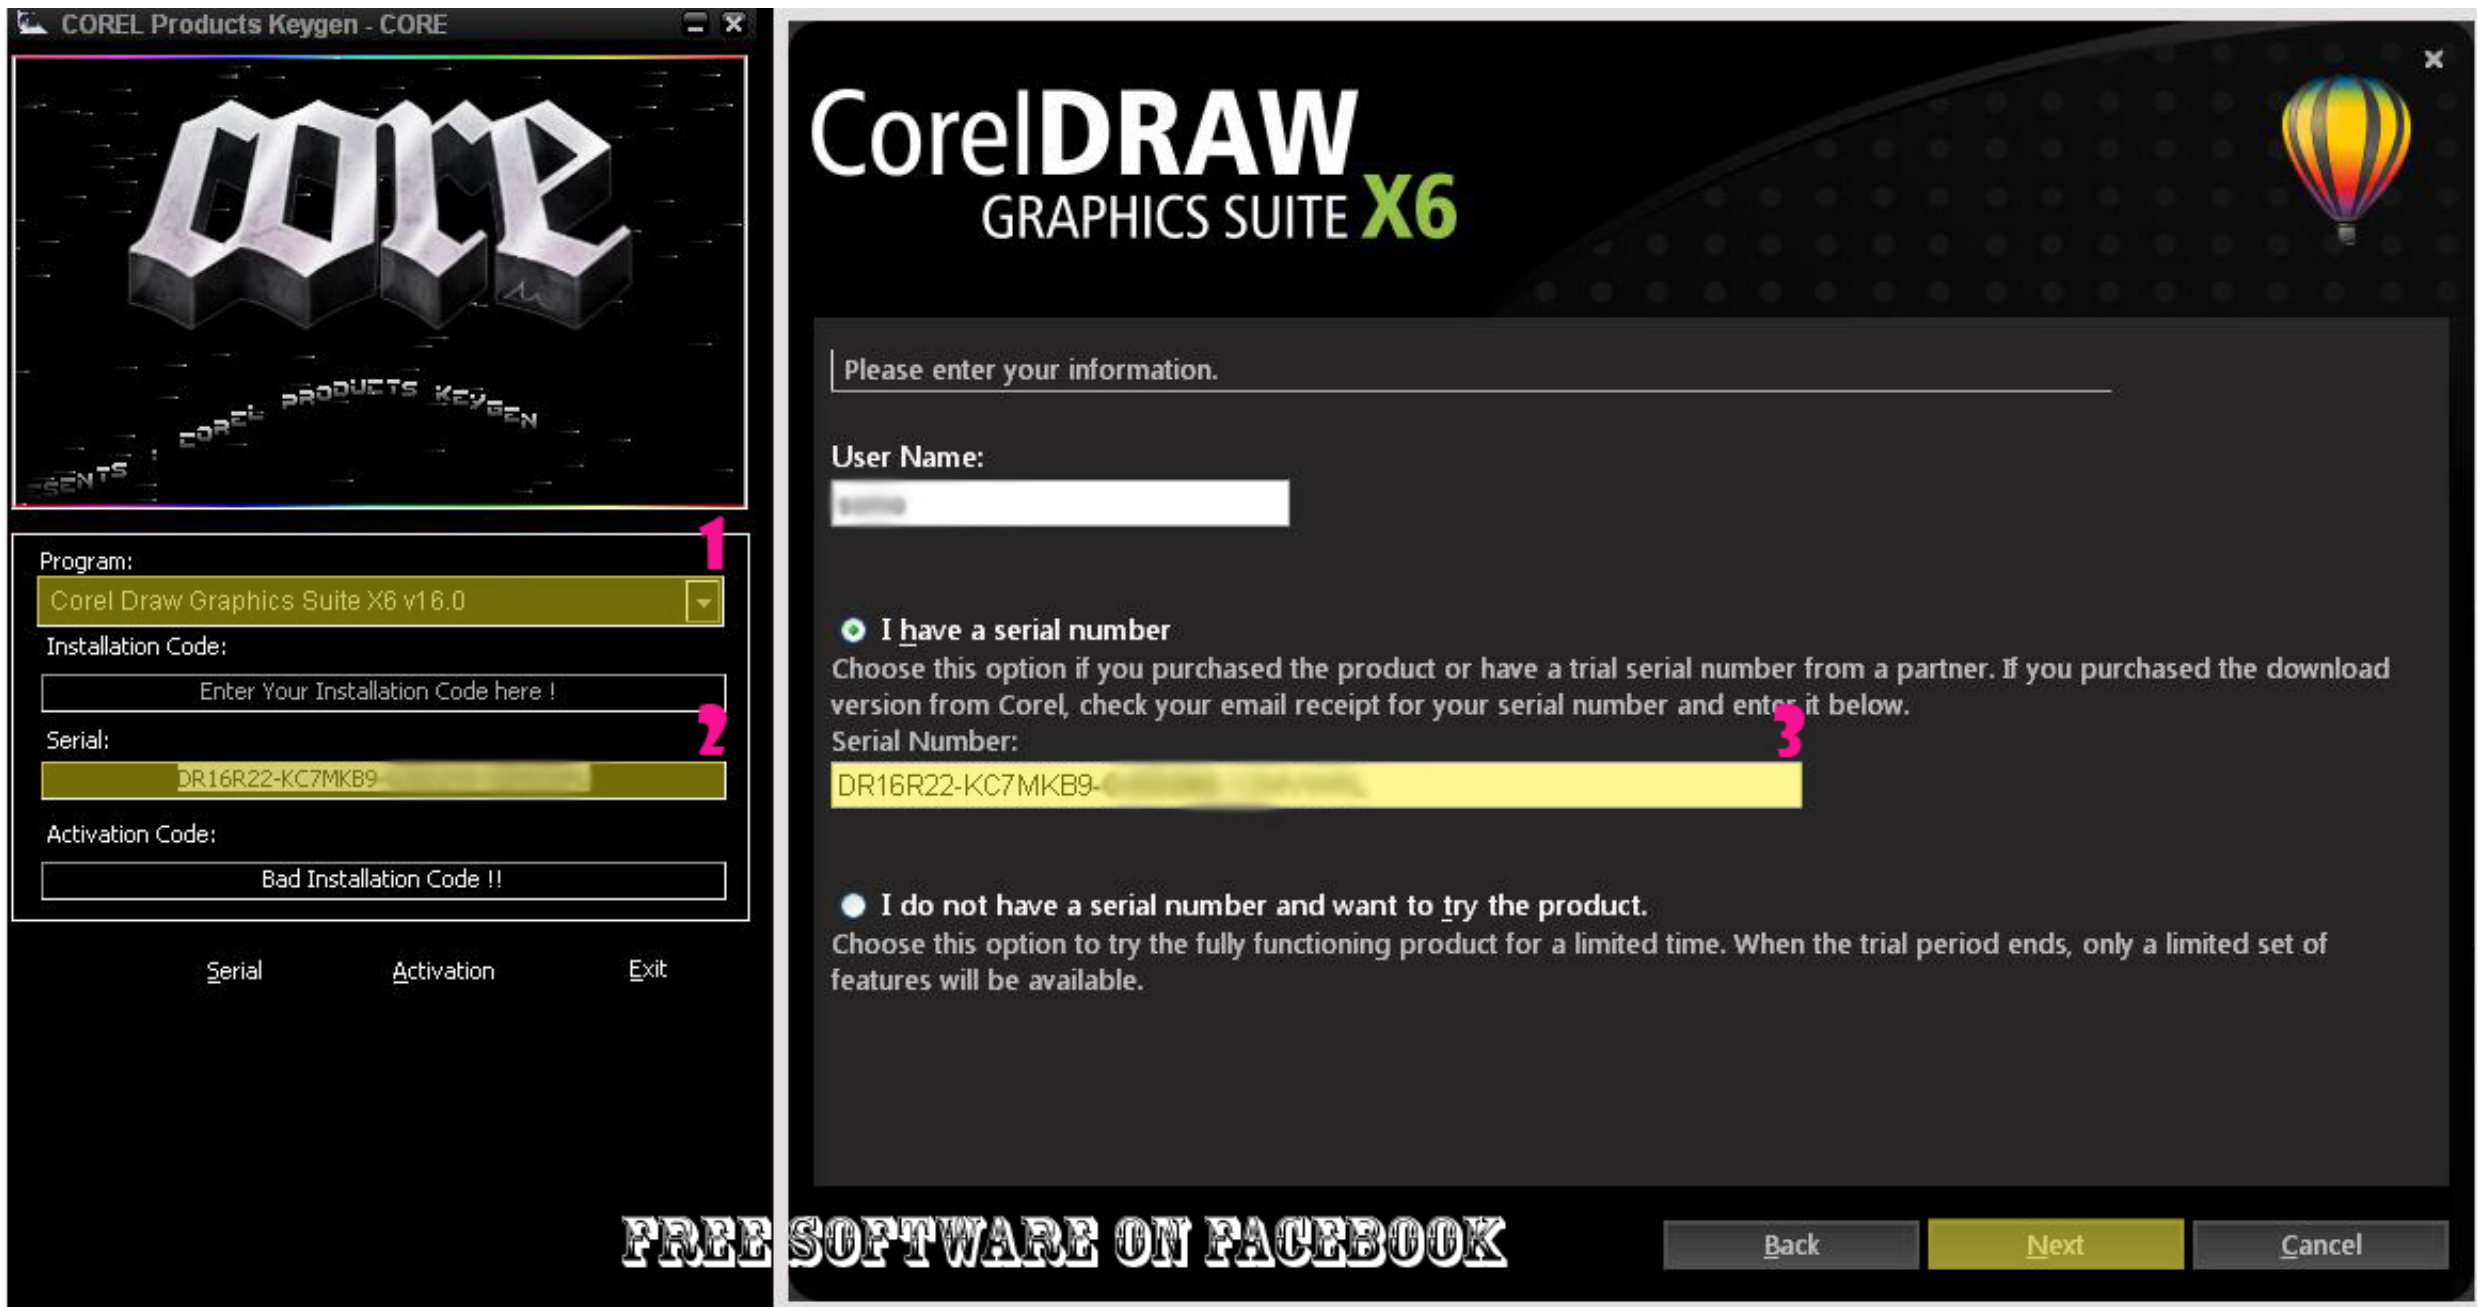 COREL Products Keygen - CORE
core
ESENTS : COREL PRODUCTS KEYGEN
1
Program:
Corel Draw Graphics Suite X6 v16.0
Installation Code:
Enter Your Installation Code here !
2
Serial:
DR16R22-KC7MKB9-
Activation Code:
Bad Installation Code !!
Serial Activation Exit
CorelDRAW
GRAPHICS SUITE X6
Please enter your information.
User Name:
I have a serial number
Choose this option if you purchased the product or have a trial serial number from a partner. If you purchased the download
version from Corel, check your email receipt for your serial number and enter it below.
Serial Number:
3
DR16R22-KC7MKB9-
I do not have a serial number and want to try the product.
Choose this option to try the fully functioning product for a limited time. When the trial period ends, only a limited set of
features will be available.
FREE SOFTWARE ON FACEBOOK
Back Next Cancel